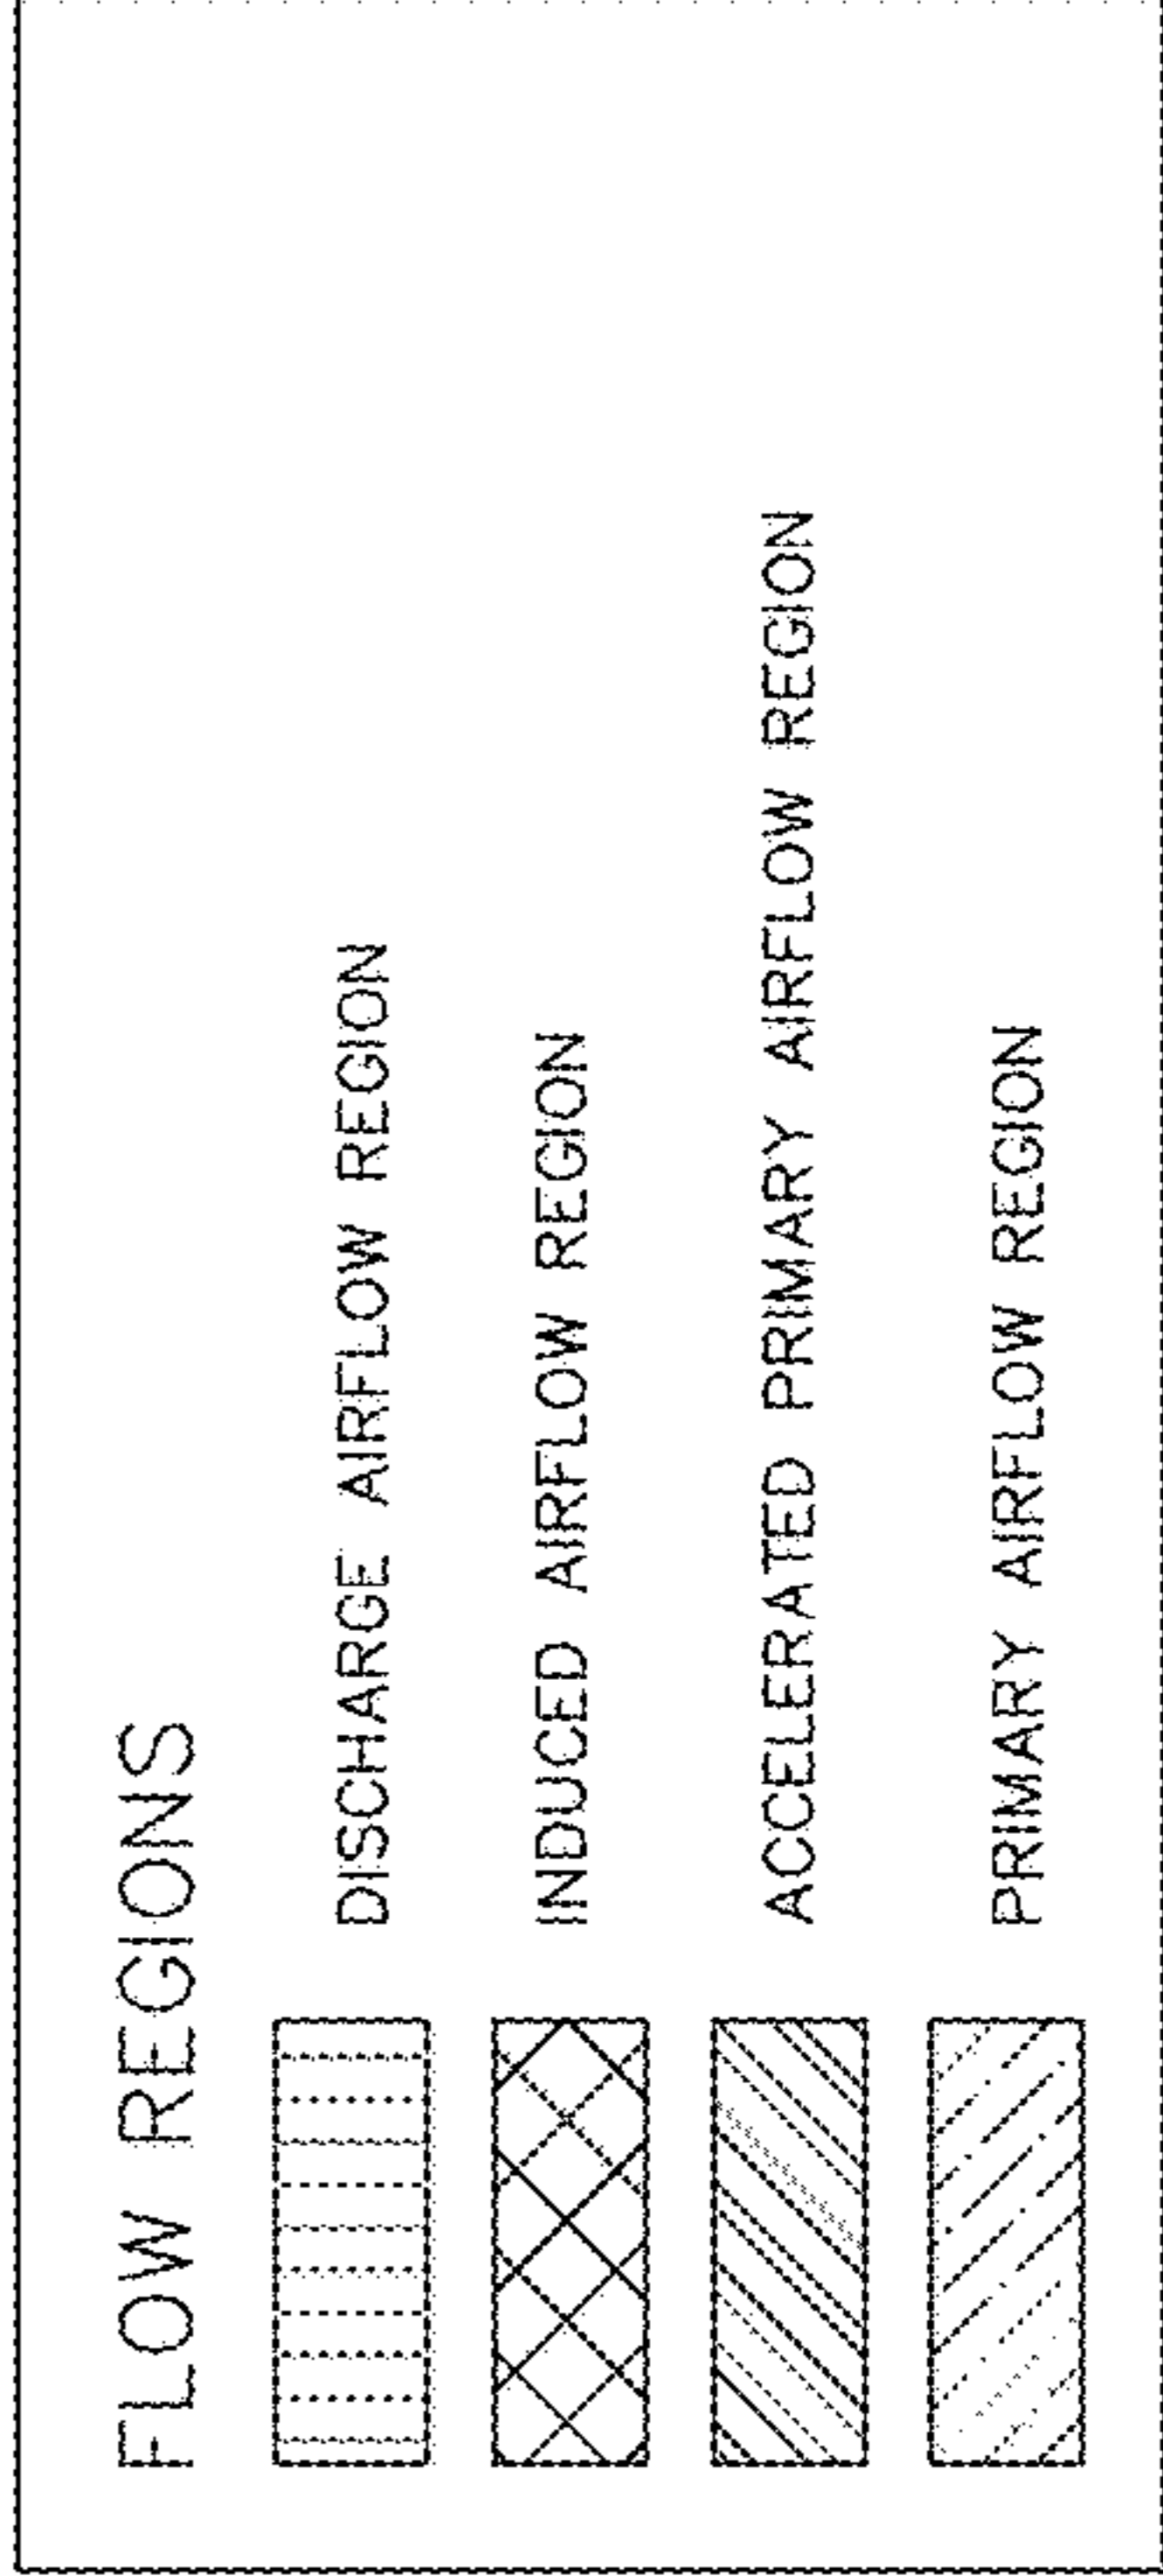 FLOW REGIONS
DISCHARGE AIRFLOW REGION
INDUCED AIRFLOW REGION
ACCELERATED PRIMARY AIRFLOW REGION
PRIMARY AIRFLOW REGION